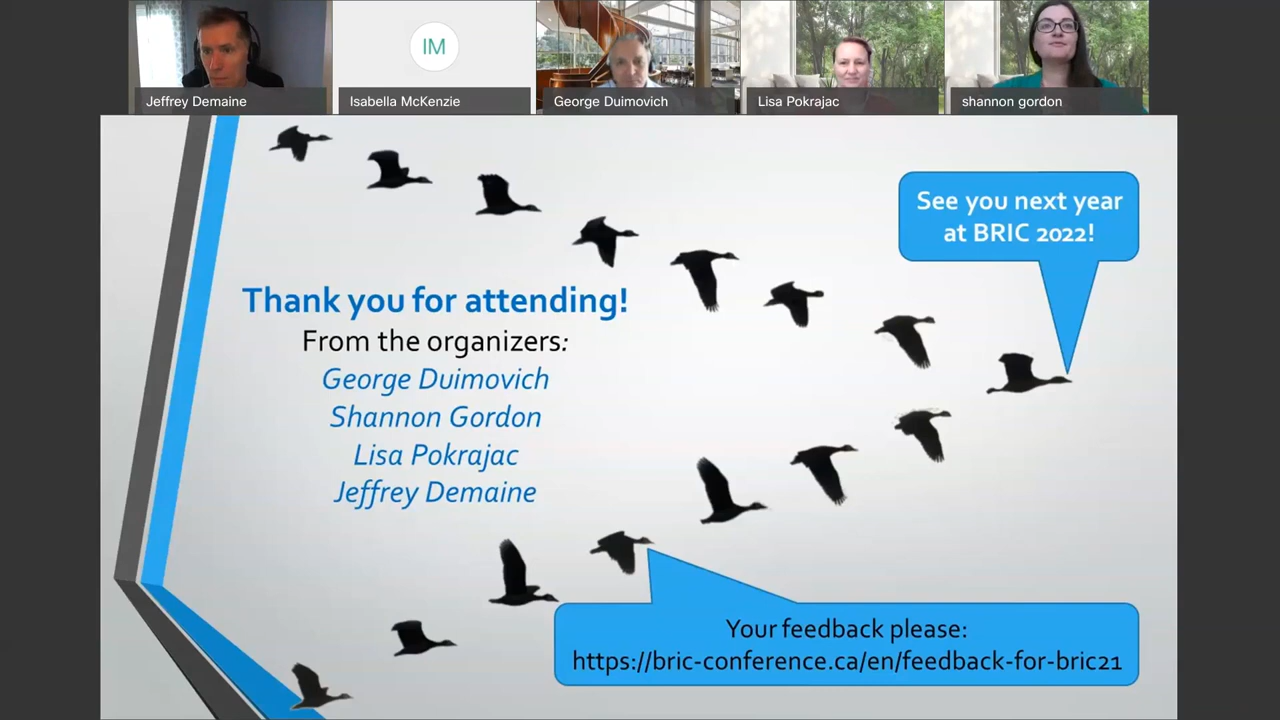 IM
Jeffrey Demaine
Isabella McKenzie
George Duimovich
Lisa Pokrajac
shannon gordon
See you next year
at BRIC 2022!
Thank you for attending!
From the organizers:
George Duimovich
Shannon Gordon
Lisa Pokrajac
Jeffrey Demaine
Your feedback please:
https://bric-conference.ca/en/feedback-for-bric21